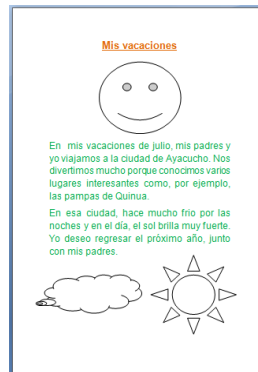 Mis vacaciones
En mis vacaciones de julio, mis padres y
yo viajamos a la ciudad de Ayacucho. Nos
divertimos mucho porque conocimos varios
lugares interesantes como, por ejemplo,
las pampas de Quinua.
En esa ciudad, hace mucho frio por las
noches y en el día, el sol brilla muy fuerte.
Yo deseo regresar el próximo año, junto
con mis padres.